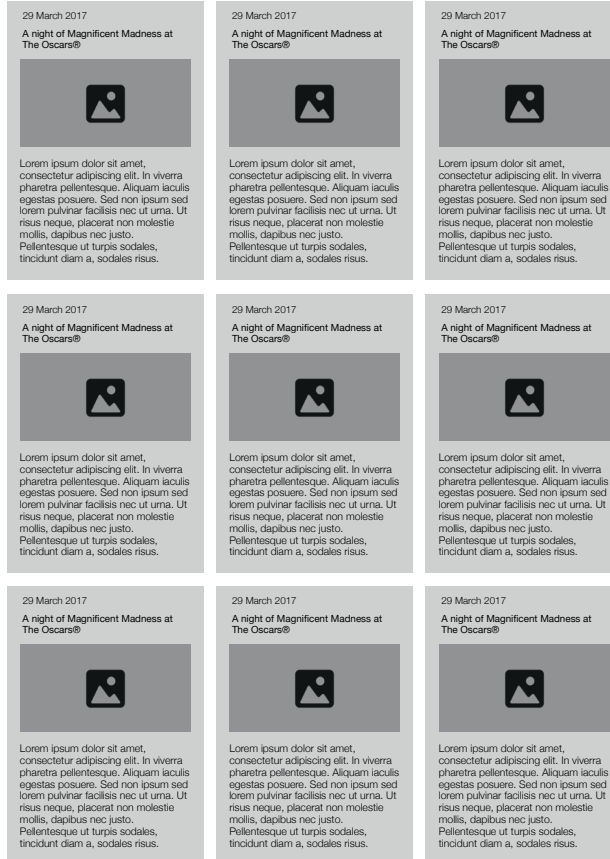 29 March 2017
A night of Magnificent Madness at
The Oscars®
Lorem ipsum dolor sit amet,
consectetur adipiscing elit. In viverra
pharetra pellentesque. Aliquam iaculis
egestas posuere. Sed non ipsum sed
lorem pulvinar facilisis nec ut urna. Ut
risus neque, placerat non molestie
mollis, dapibus nec justo.
Pellentesque ut turpis sodales,
tincidunt diam a, sodales risus.
29 March 2017
A night of Magnificent Madness at
The Oscars®
Lorem ipsum dolor sit amet,
consectetur adipiscing elit. In viverra
pharetra pellentesque. Aliquam iaculis
egestas posuere. Sed non ipsum sed
lorem pulvinar facilisis nec ut urna. Ut
risus neque, placerat non molestie
mollis, dapibus nec justo.
Pellentesque ut turpis sodales,
tincidunt diam a, sodales risus.
29 March 2017
A night of Magnificent Madness at
The Oscars®
Lorem ipsum dolor sit amet,
consectetur adipiscing elit. In viverra
pharetra pellentesque. Aliquam iaculis
egestas posuere. Sed non ipsum sed
lorem pulvinar facilisis nec ut urna. Ut
risus neque, placerat non molestie
mollis, dapibus nec justo.
Pellentesque ut turpis sodales,
tincidunt diam a, sodales risus.
29 March 2017
A night of Magnificent Madness at
The Oscars®
Lorem ipsum dolor sit amet,
consectetur adipiscing elit. In viverra
pharetra pellentesque. Aliquam iaculis
egestas posuere. Sed non ipsum sed
lorem pulvinar facilisis nec ut urna. Ut
risus neque, placerat non molestie
mollis, dapibus nec justo.
Pellentesque ut turpis sodales,
tincidunt diam a, sodales risus.
29 March 2017
A night of Magnificent Madness at
The Oscars®
Lorem ipsum dolor sit amet,
consectetur adipiscing elit. In viverra
pharetra pellentesque. Aliquam iaculis
egestas posuere. Sed non ipsum sed
lorem pulvinar facilisis nec ut urna. Ut
risus neque, placerat non molestie
mollis, dapibus nec justo.
Pellentesque ut turpis sodales,
tincidunt diam a, sodales risus.
29 March 2017
A night of Magnificent Madness at
The Oscars®
Lorem ipsum dolor sit amet,
consectetur adipiscing elit. In viverra
pharetra pellentesque. Aliquam iaculis
egestas posuere. Sed non ipsum sed
lorem pulvinar facilisis nec ut urna. Ut
risus neque, placerat non molestie
mollis, dapibus nec justo.
Pellentesque ut turpis sodales,
tincidunt diam a, sodales risus.
29 March 2017
A night of Magnificent Madness at
The Oscars®
Lorem ipsum dolor sit amet,
consectetur adipiscing elit. In viverra
pharetra pellentesque. Aliquam iaculis
egestas posuere. Sed non ipsum sed
lorem pulvinar facilisis nec ut urna. Ut
risus neque, placerat non molestie
mollis, dapibus nec justo.
Pellentesque ut turpis sodales,
tincidunt diam a, sodales risus.
29 March 2017
A night of Magnificent Madness at
The Oscars®
Lorem ipsum dolor sit amet,
consectetur adipiscing elit. In viverra
pharetra pellentesque. Aliquam iaculis
egestas posuere. Sed non ipsum sed
lorem pulvinar facilisis nec ut urna. Ut
risus neque, placerat non molestie
mollis, dapibus nec justo.
Pellentesque ut turpis sodales,
tincidunt diam a, sodales risus.
29 March 2017
A night of Magnificent Madness at
The Oscars®
Lorem ipsum dolor sit amet,
consectetur adipiscing elit. In viverra
pharetra pellentesque. Aliquam iaculis
egestas posuere. Sed non ipsum sed
lorem pulvinar facilisis nec ut urna. Ut
risus neque, placerat non molestie
mollis, dapibus nec justo.
Pellentesque ut turpis sodales,
tincidunt diam a, sodales risus.